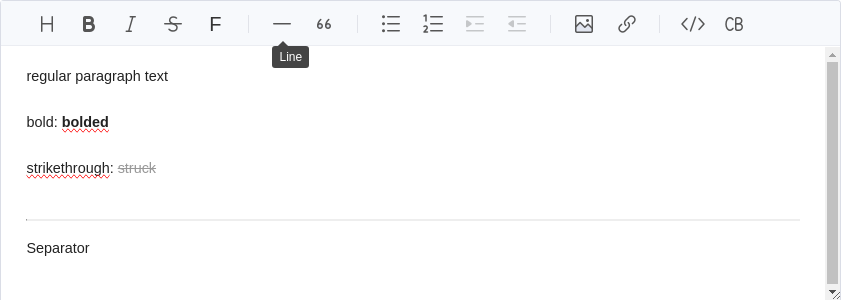 H B I S F — 66 </> CB
Line
regular paragraph text
bold: bolded
strikethrough: struck
Separator